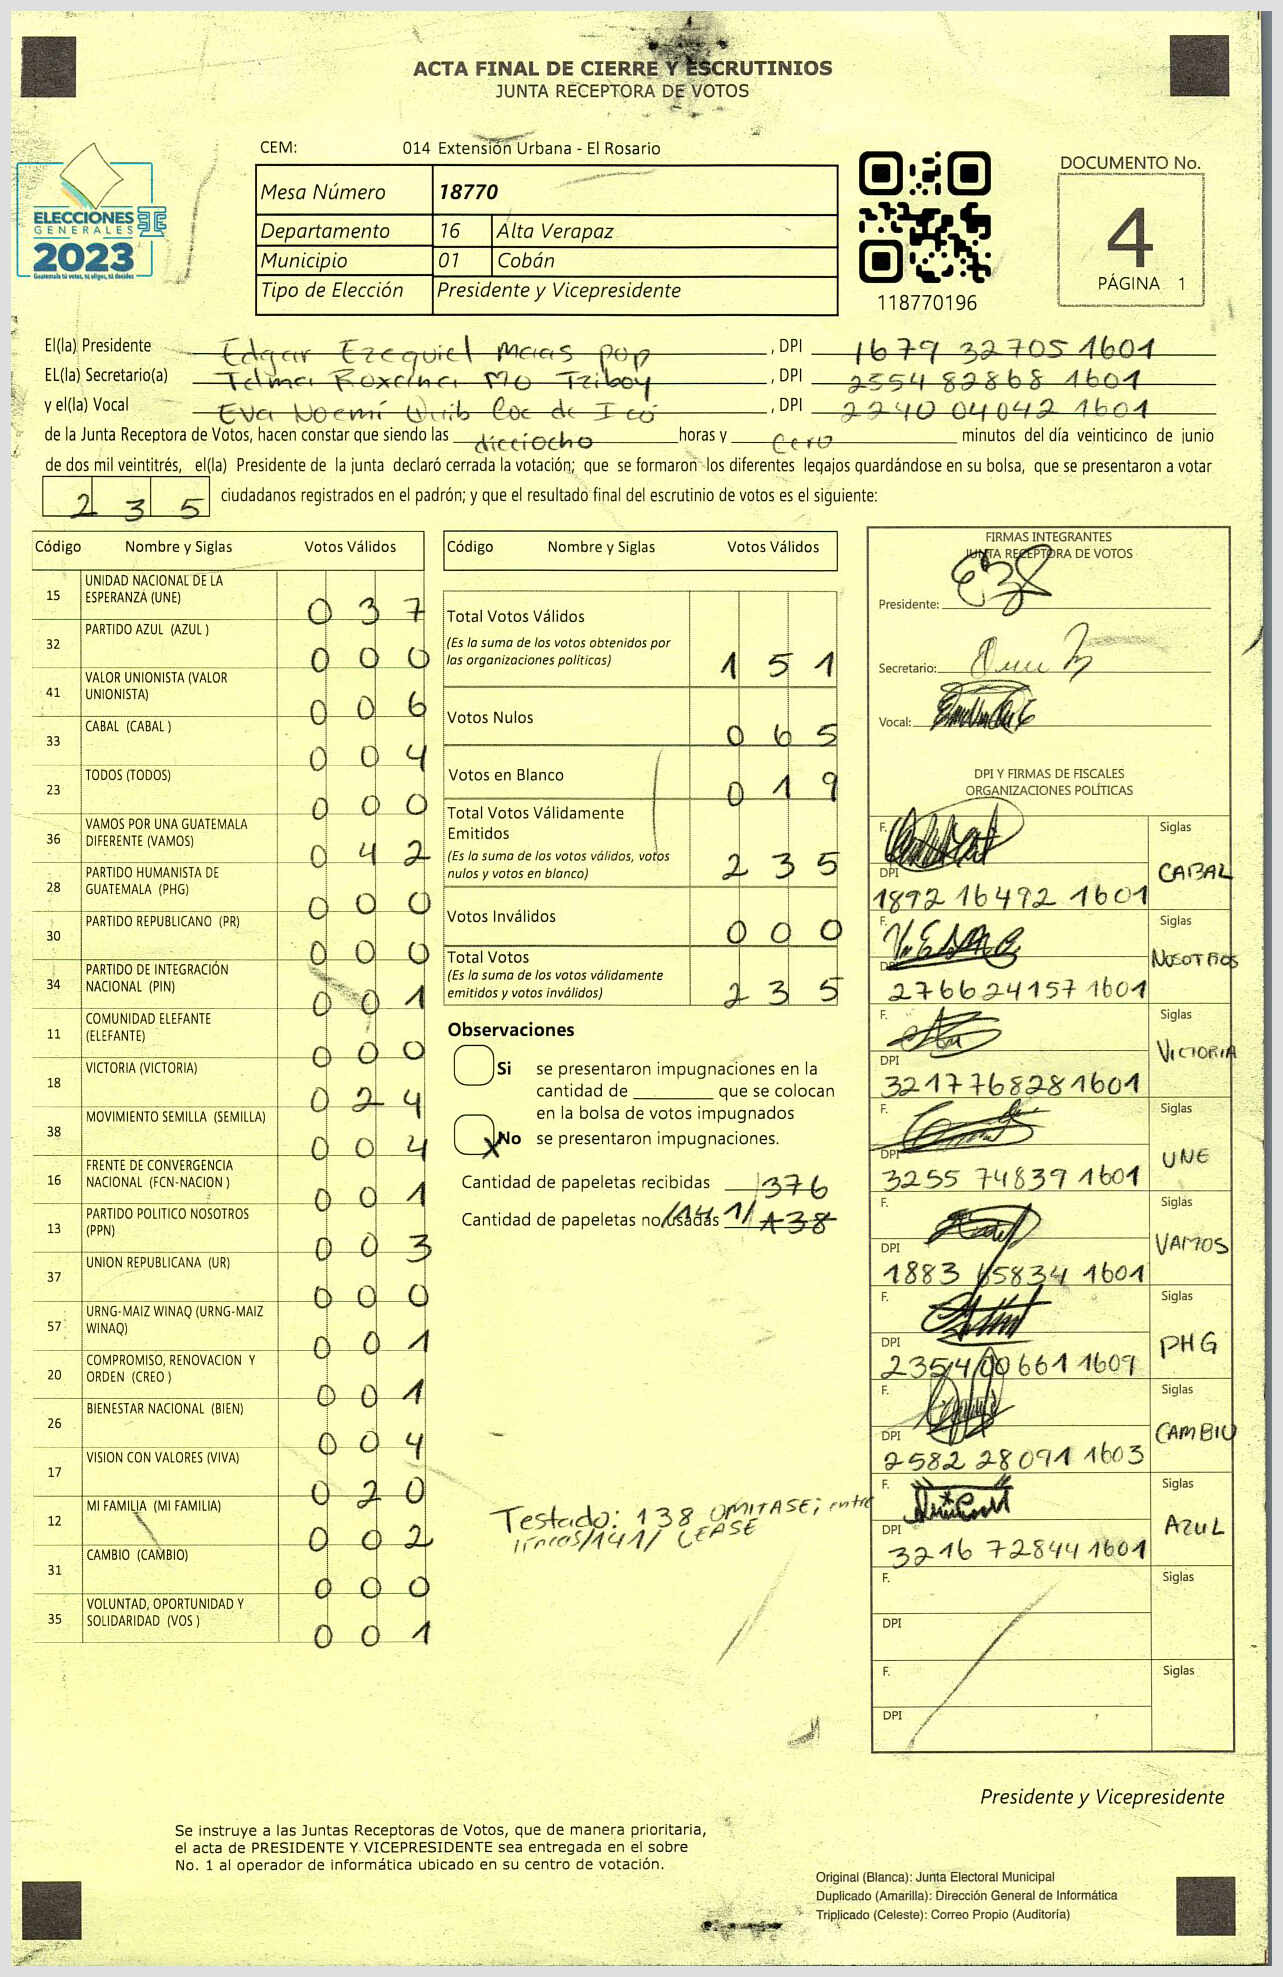 ACTA FINAL DE CIERRE Y ESCRUTINIOS
JUNTA RECEPTORA DE VOTOS
CEM: 014 Extensión Urbana - El Rosario
Mesa Número 18770
Departamento 16 Alta Verapaz
Municipio 01 Cobán
Tipo de Elección Presidente y Vicepresidente
ELECCIONES
GENERALES
2023
Guatemala tú votas, tú eliges, tú decides
118770196
DOCUMENTO No.
4
PÁGINA 1
El(la) Presidente Edgar Ezequiel Maas pop, DPI 1679 32705 1601
EL(la) Secretario(a) Telma Roxana Mo Tziboy, DPI 2554 82868 1601
y el(la) Vocal Eva Noemí Quib Coc de Icó, DPI 2240 04042 1601
de la Junta Receptora de Votos, hacen constar que siendo las dieciocho horas y cero minutos del día veinticinco de junio
de dos mil veintitrés, el(la) Presidente de la junta declaró cerrada la votación; que se formaron los diferentes legajos guardándose en su bolsa, que se presentaron a votar
2 3 5 ciudadanos registrados en el padrón; y que el resultado final del escrutinio de votos es el siguiente:
Código Nombre y Siglas Votos Válidos
15 UNIDAD NACIONAL DE LA ESPERANZA (UNE) 0 3 7
32 PARTIDO AZUL (AZUL ) 0 0 0
41 VALOR UNIONISTA (VALOR UNIONISTA) 0 0 6
33 CABAL (CABAL ) 0 0 4
23 TODOS (TODOS) 0 0 0
36 VAMOS POR UNA GUATEMALA DIFERENTE (VAMOS) 0 4 2
28 PARTIDO HUMANISTA DE GUATEMALA (PHG) 0 0 0
30 PARTIDO REPUBLICANO (PR) 0 0 0
34 PARTIDO DE INTEGRACIÓN NACIONAL (PIN) 0 0 1
11 COMUNIDAD ELEFANTE (ELEFANTE) 0 0 0
18 VICTORIA (VICTORIA) 0 2 4
38 MOVIMIENTO SEMILLA (SEMILLA) 0 0 4
16 FRENTE DE CONVERGENCIA NACIONAL (FCN-NACION ) 0 0 1
13 PARTIDO POLITICO NOSOTROS (PPN) 0 0 3
37 UNION REPUBLICANA (UR) 0 0 0
57 URNG-MAIZ WINAQ (URNG-MAIZ WINAQ) 0 0 1
20 COMPROMISO, RENOVACION Y ORDEN (CREO ) 0 0 1
26 BIENESTAR NACIONAL (BIEN) 0 0 4
17 VISION CON VALORES (VIVA) 0 2 0
12 MI FAMILIA (MI FAMILIA) 0 0 2
31 CAMBIO (CAMBIO) 0 0 0
35 VOLUNTAD, OPORTUNIDAD Y SOLIDARIDAD (VOS ) 0 0 1
Código Nombre y Siglas Votos Válidos
Total Votos Válidos
(Es la suma de los votos obtenidos por
las organizaciones políticas) 1 5 1
Votos Nulos 0 6 5
Votos en Blanco 0 1 9
Total Votos Válidamente
Emitidos
(Es la suma de los votos válidos, votos
nulos y votos en blanco) 2 3 5
Votos Inválidos 0 0 0
Total Votos
(Es la suma de los votos válidamente
emitidos y votos inválidos) 2 3 5
Observaciones
Si se presentaron impugnaciones en la
cantidad de ________ que se colocan
en la bolsa de votos impugnados
X No se presentaron impugnaciones.
Cantidad de papeletas recibidas 376
Cantidad de papeletas no usadas /141/ 138
Testado: 138 OMITASE; entre
líneas/141/ LEASE
FIRMAS INTEGRANTES
JUNTA RECEPTORA DE VOTOS
Presidente:
Secretario:
Vocal:
DPI Y FIRMAS DE FISCALES
ORGANIZACIONES POLÍTICAS
F. Siglas
CABAL
DPI
1892 16492 1601
F. Siglas
NOSOTROS
DPI
2766 24157 1601
F. Siglas
VICTORIA
DPI
3217 76828 1601
F. Siglas
UNE
DPI
3255 74839 1601
F. Siglas
VAMOS
DPI
1883 65834 1601
F. Siglas
PHG
DPI
2354 00661 1609
F. Siglas
CAMBIO
DPI
2582 28091 1603
F. Siglas
AZUL
DPI
3216 72844 1601
F. Siglas
DPI
F. Siglas
DPI
Presidente y Vicepresidente
Se instruye a las Juntas Receptoras de Votos, que de manera prioritaria,
el acta de PRESIDENTE Y VICEPRESIDENTE sea entregada en el sobre
No. 1 al operador de informática ubicado en su centro de votación.
Original (Blanca): Junta Electoral Municipal
Duplicado (Amarilla): Dirección General de Informática
Triplicado (Celeste): Correo Propio (Auditoría)